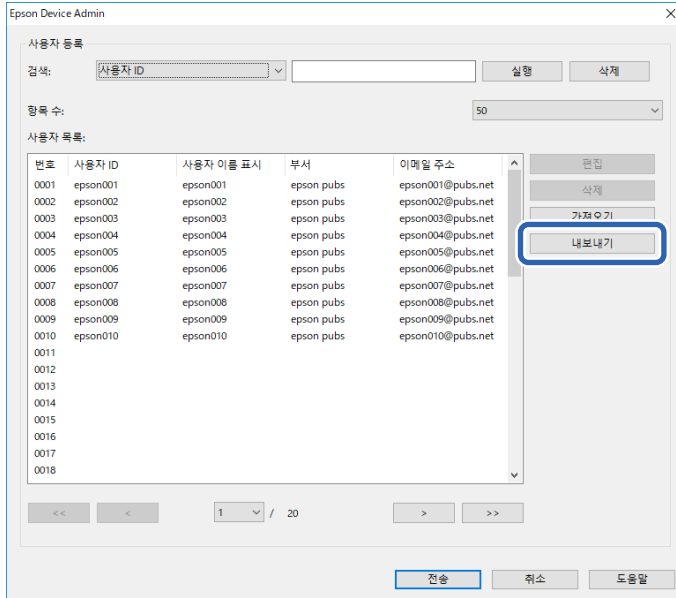 Epson Device Admin
사용자 등록
검색: 사용자 ID 실행 삭제
항목 수: 50
사용자 목록:
번호 사용자 ID 사용자 이름 표시 부서 이메일 주소 편집
0001 epson001 epson001 epson pubs epson001@pubs.net 삭제
0002 epson002 epson002 epson pubs epson002@pubs.net
0003 epson003 epson003 epson pubs epson003@pubs.net 가져오기
0004 epson004 epson004 epson pubs epson004@pubs.net 내보내기
0005 epson005 epson005 epson pubs epson005@pubs.net
0006 epson006 epson006 epson pubs epson006@pubs.net
0007 epson007 epson007 epson pubs epson007@pubs.net
0008 epson008 epson008 epson pubs epson008@pubs.net
0009 epson009 epson009 epson pubs epson009@pubs.net
0010 epson010 epson010 epson pubs epson010@pubs.net
0011
0012
0013
0014
0015
0016
0017
0018
<< < 1 / 20 > >>
전송 취소 도움말